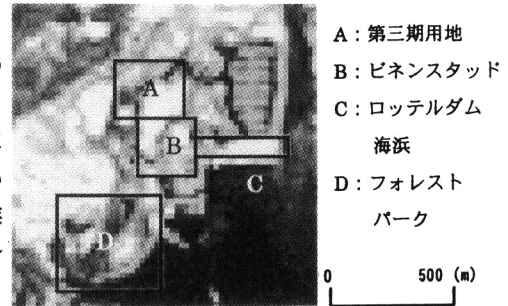 A
B
C
D
A：第三期用地
B：ビネンスタッド
C：ロッテルダム
海浜
D：フォレスト
パーク
0 500 (m)